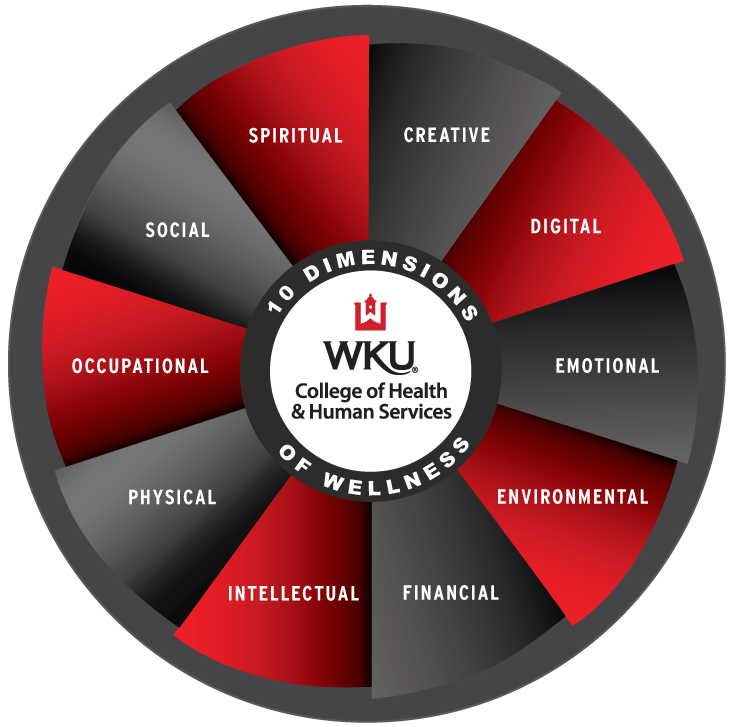 SPIRITUAL
CREATIVE
DIGITAL
SOCIAL
EMOTIONAL
OCCUPATIONAL
ENVIRONMENTAL
PHYSICAL
FINANCIAL
INTELLECTUAL
10 DIMENSIONS
OF WELLNESS
WKU®
College of Health
& Human Services